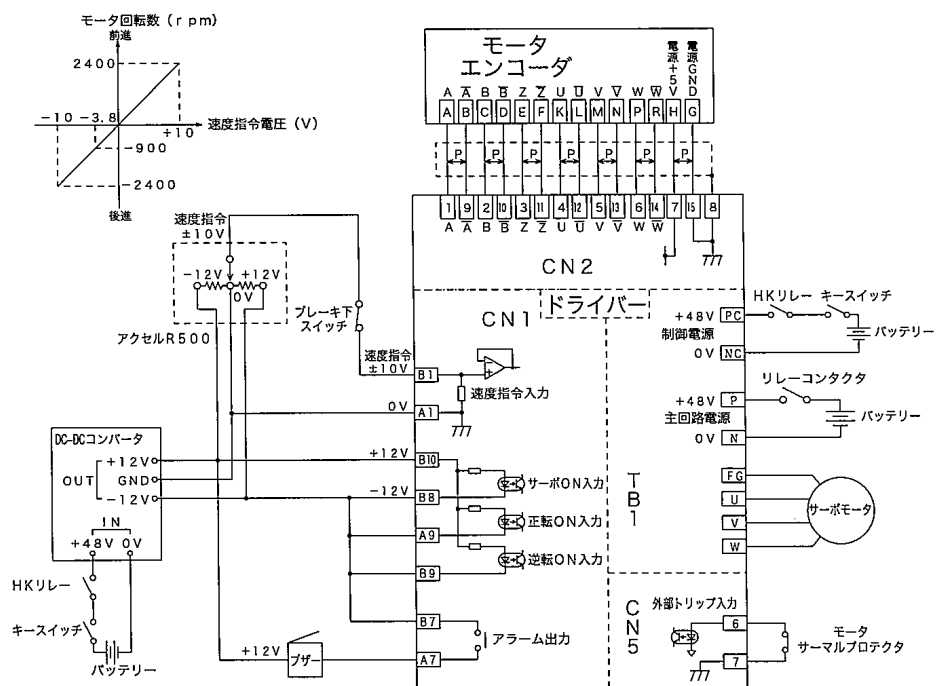 モータ回転数(rpm)
前進
2400
-10 -3.8
速度指令電圧(V)
+10
-900
-2400
後進
モータ
エンコーダ
電源+5V
電源GND
A A̅ B B̅ Z Z̅ U U̅ V V̅ W W̅
A B C D E F K L M N P R H G
P P P P P P P
1 9 2 10 3 11 4 12 5 13 6 14 7 15 8
A A̅ B B̅ Z Z̅ U U̅ V V̅ W W̅
CN2
ドライバー
CN1
速度指令
±10V
-12V +12V
0V
アクセルR500
ブレーキ下
スイッチ
速度指令
±10V
B1
速度指令入力
0V
A1
DC-DCコンバータ
OUT
+12V
GND
-12V
IN
+48V 0V
HKリレー
キースイッチ
バッテリー
+12V
B10
-12V
B8
サーボON入力
A9
正転ON入力
B9
逆転ON入力
B7
アラーム出力
A7
+12V
ブザー
TB1
HKリレー キースイッチ
+48V
PC
制御電源
バッテリー
0V
NC
リレーコンタクタ
+48V
P
主回路電源
バッテリー
0V
N
FG
U
V
W
サーボモータ
CN5
外部トリップ入力
6
7
モータ
サーマルプロテクタ